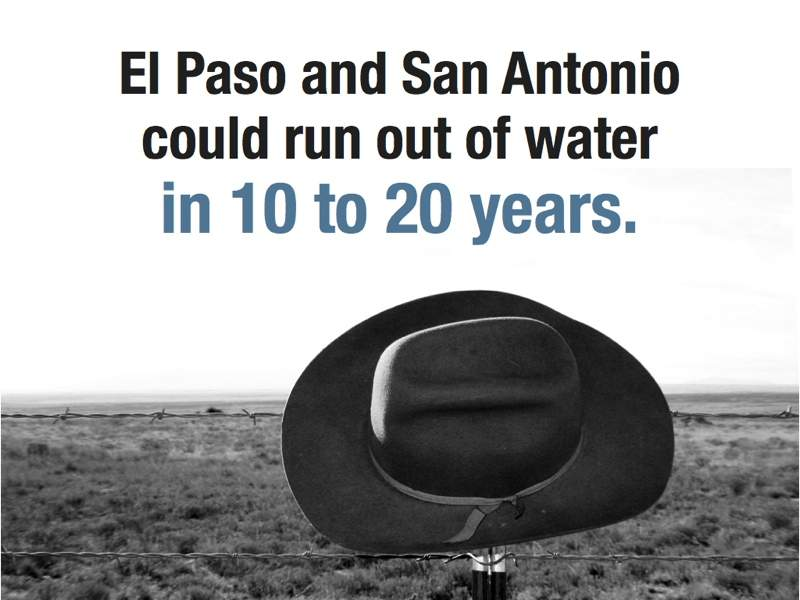 El Paso and San Antonio
could run out of water
in 10 to 20 years.